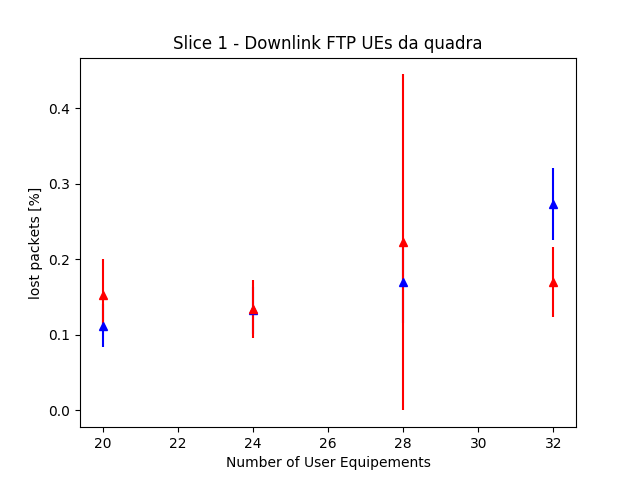 Slice 1 - Downlink FTP UEs da quadra
lost packets [%]
0.4
0.3
0.2
0.1
0.0
20 22 24 26 28 30 32
Number of User Equipements